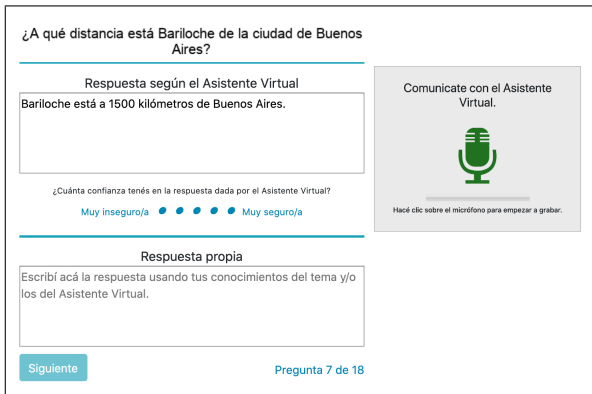 ¿A qué distancia está Bariloche de la ciudad de Buenos
Aires?
Respuesta según el Asistente Virtual
Bariloche está a 1500 kilómetros de Buenos Aires.
¿Cuánta confianza tenés en la respuesta dada por el Asistente Virtual?
Muy inseguro/a
Muy seguro/a
Respuesta propia
Escribí acá la respuesta usando tus conocimientos del tema y/o
los del Asistente Virtual.
Siguiente
Pregunta 7 de 18
Comunicate con el Asistente
Virtual.
Hacé clic sobre el micrófono para empezar a grabar.